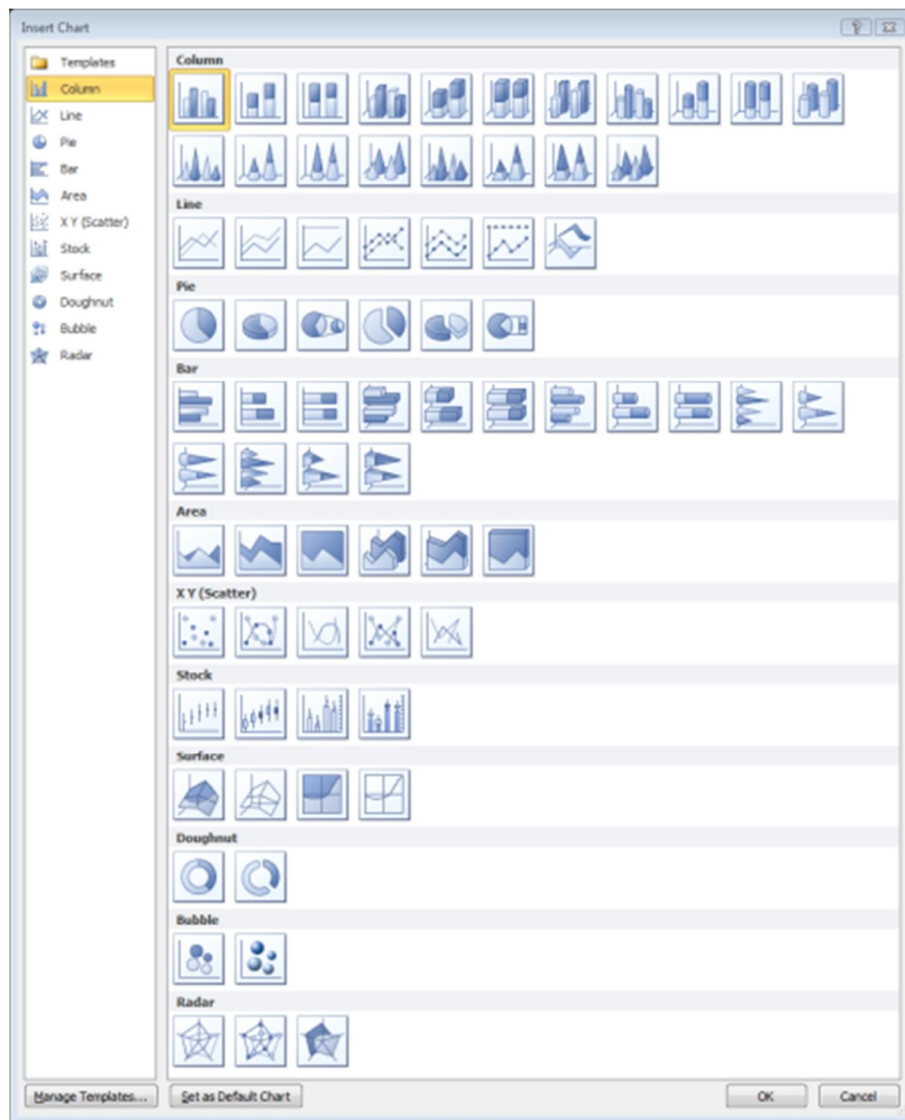 Insert Chart
Templates
Column
Line
Pie
Bar
Area
X Y (Scatter)
Stock
Surface
Doughnut
Bubble
Radar
Column
Line
Pie
Bar
Area
X Y (Scatter)
Stock
Surface
Doughnut
Bubble
Radar
Manage Templates...
Set as Default Chart
OK
Cancel